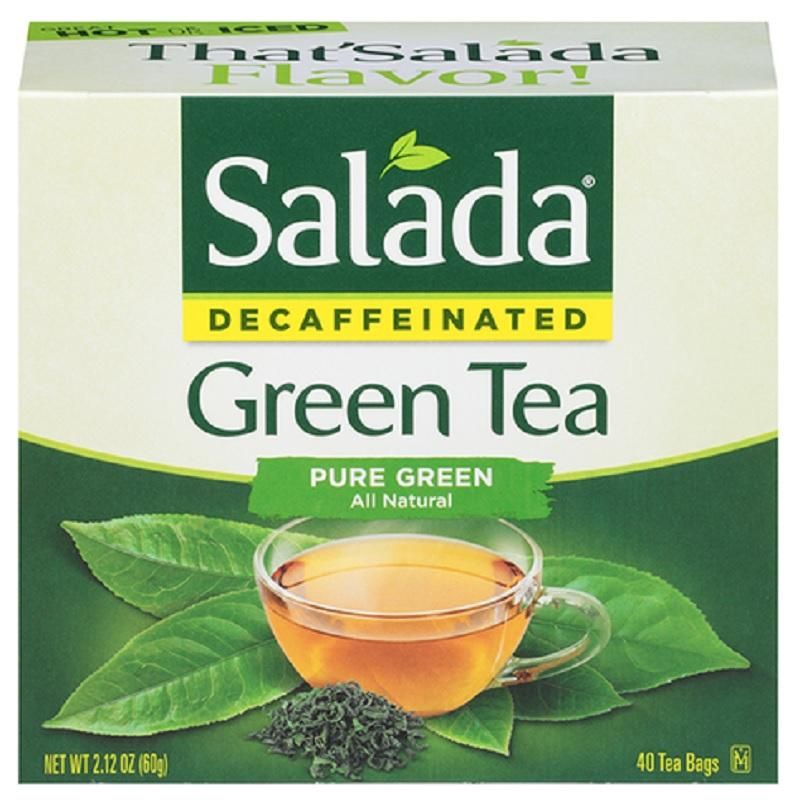 GREAT HOT OR ICED
That'Salada
Flavor!
Salada®
DECAFFEINATED
Green Tea
PURE GREEN
All Natural
NET WT 2.12 OZ (60g)
40 Tea Bags